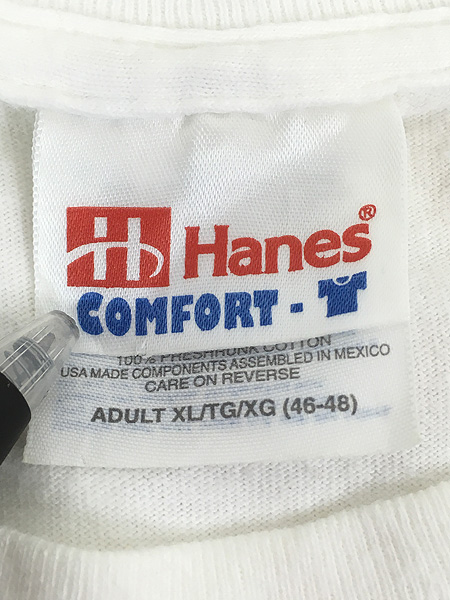 H Hanes®
COMFORT -
100% PRESHRUNK COTTON
USA MADE COMPONENTS ASSEMBLED IN MEXICO
CARE ON REVERSE
ADULT XL/TG/XG (46-48)